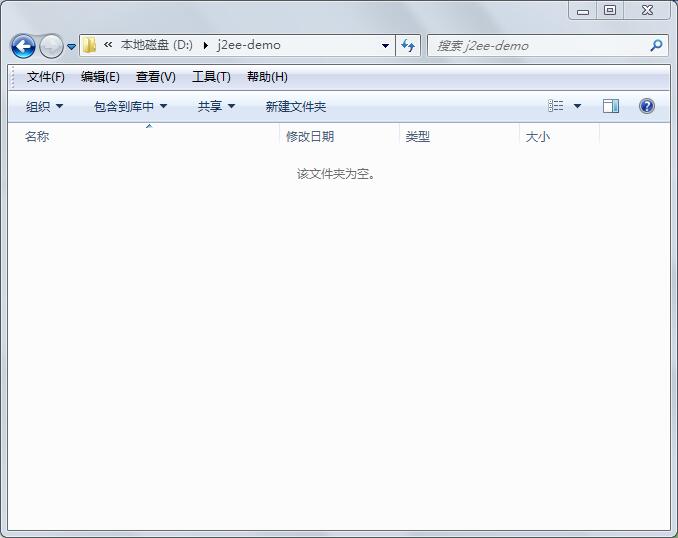 « 本地磁盘 (D:) ▸ j2ee-demo 搜索 j2ee-demo
文件(F) 编辑(E) 查看(V) 工具(T) 帮助(H)
组织 包含到库中 共享 新建文件夹
名称 修改日期 类型 大小
该文件夹为空。